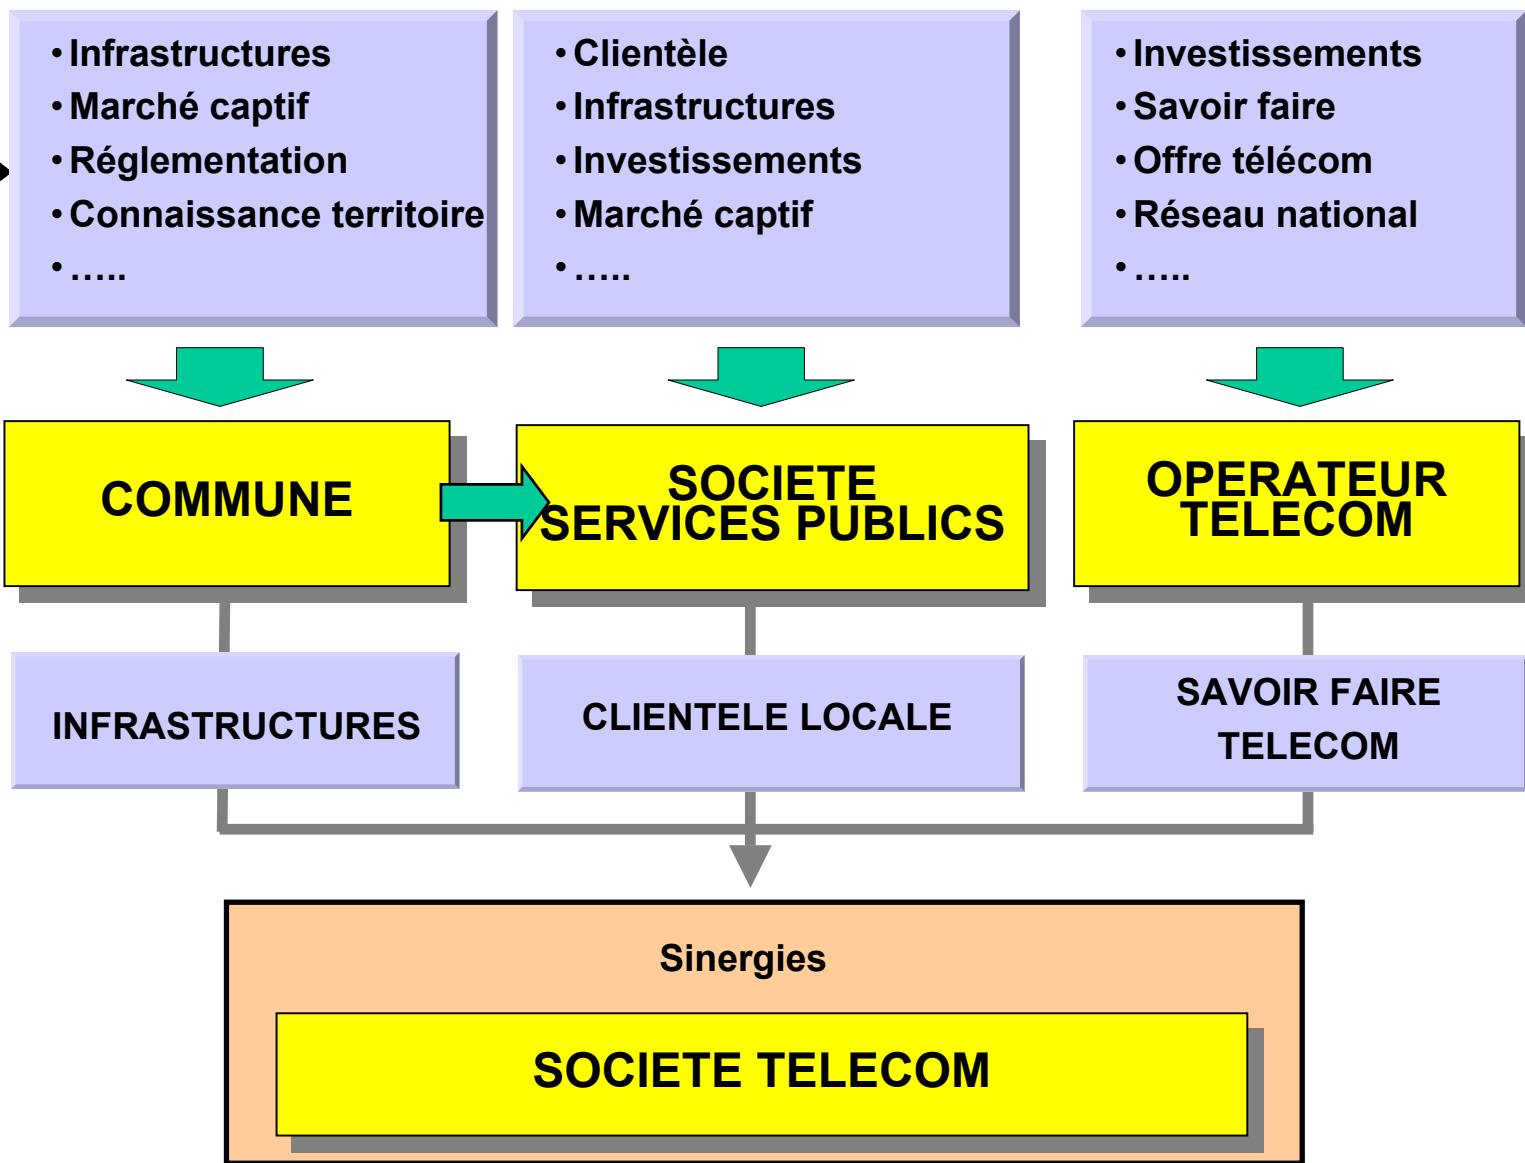 • Infrastructures
• Marché captif
• Réglementation
• Connaissance territoire
• …..
• Clientèle
• Infrastructures
• Investissements
• Marché captif
• …..
• Investissements
• Savoir faire
• Offre télécom
• Réseau national
• …..
COMMUNE
SOCIETE
SERVICES PUBLICS
OPERATEUR
TELECOM
INFRASTRUCTURES
CLIENTELE LOCALE
SAVOIR FAIRE
TELECOM
Sinergies
SOCIETE TELECOM